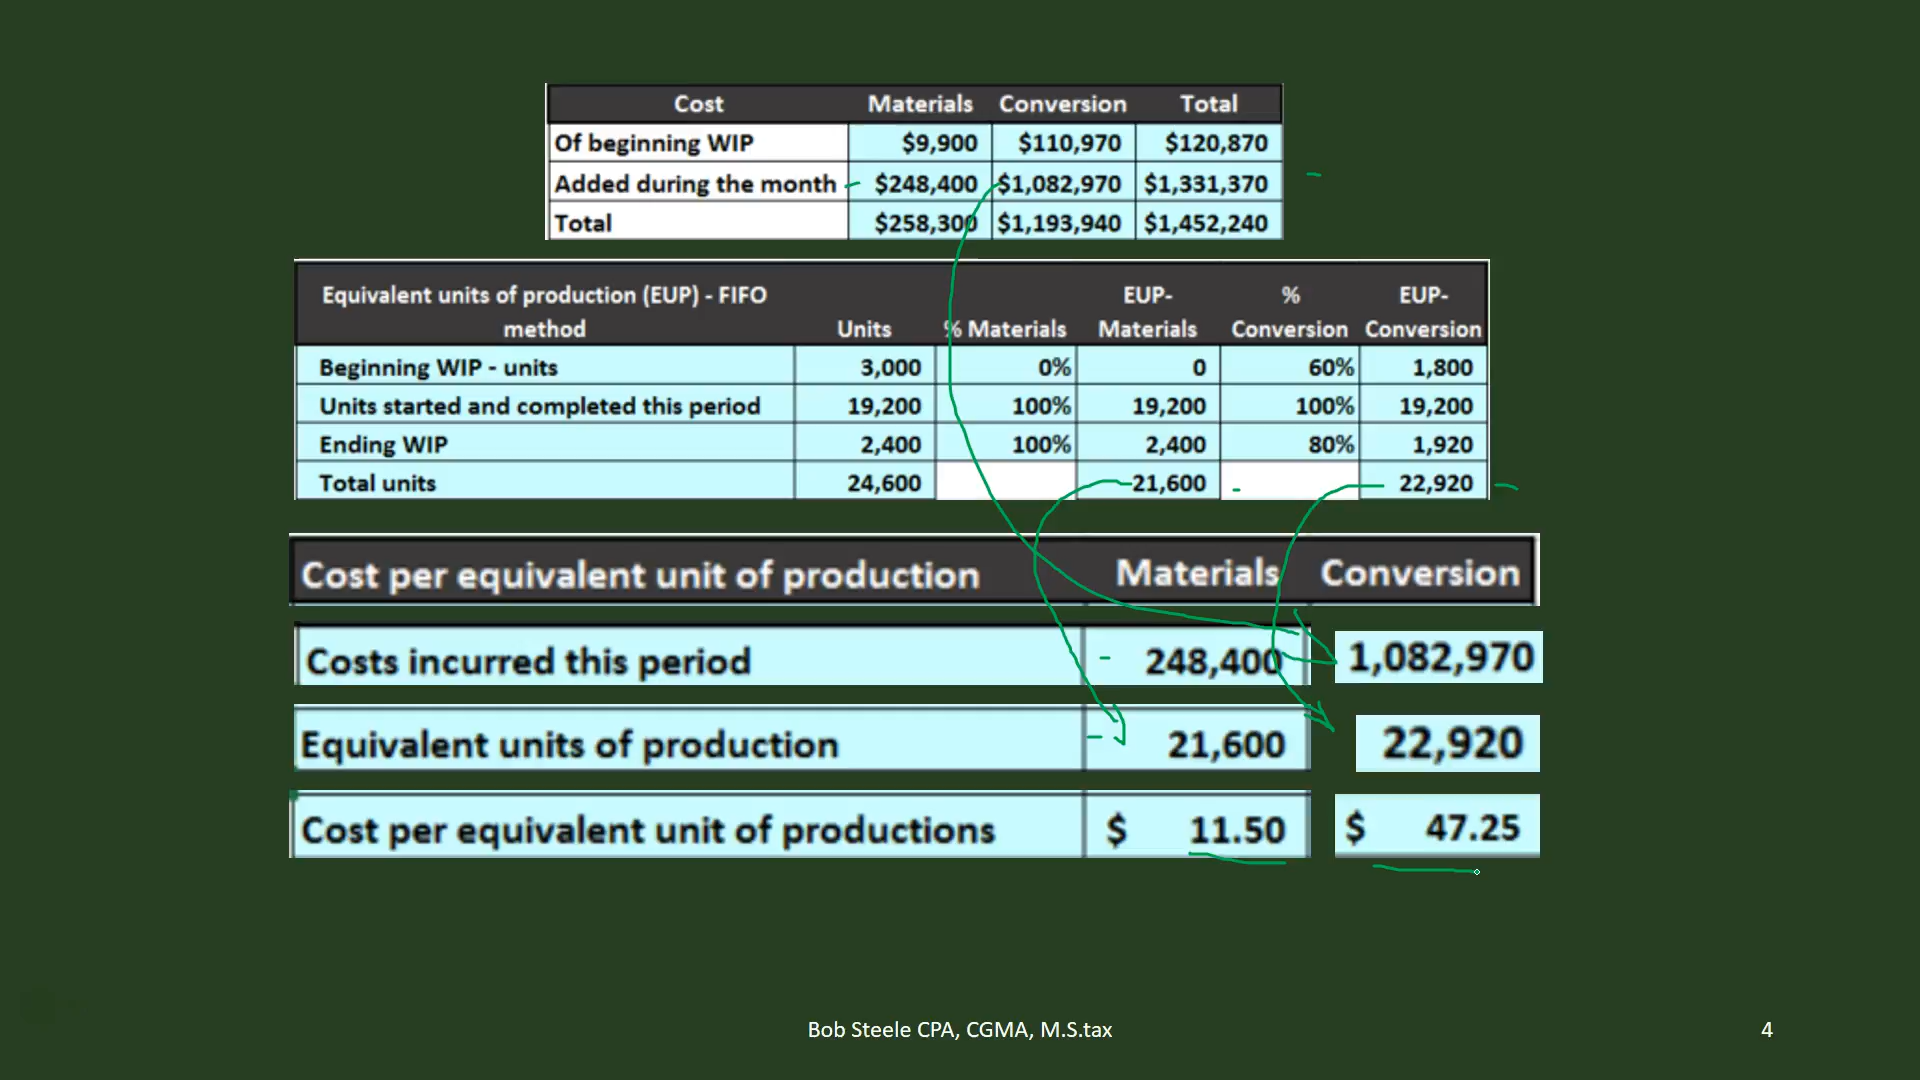 Cost Materials Conversion Total
Of beginning WIP $9,900 $110,970 $120,870
Added during the month $248,400 $1,082,970 $1,331,370
Total $258,300 $1,193,940 $1,452,240
Equivalent units of production (EUP) - FIFO EUP- % EUP-
method Units % Materials Materials Conversion Conversion
Beginning WIP - units 3,000 0% 0 60% 1,800
Units started and completed this period 19,200 100% 19,200 100% 19,200
Ending WIP 2,400 100% 2,400 80% 1,920
Total units 24,600 21,600 22,920
Cost per equivalent unit of production Materials Conversion
Costs incurred this period 248,400 1,082,970
Equivalent units of production 21,600 22,920
Cost per equivalent unit of productions $ 11.50 $ 47.25
Bob Steele CPA, CGMA, M.S.tax 4